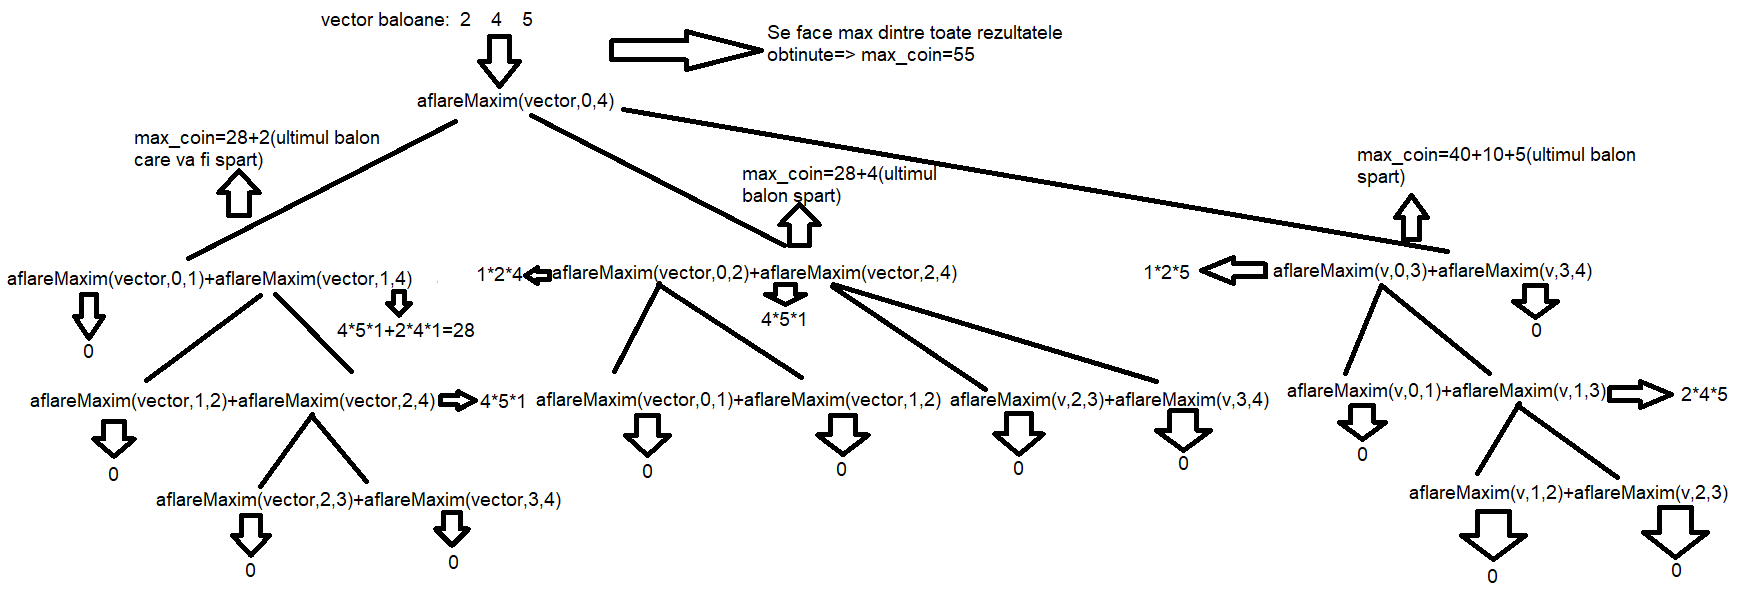 vector baloane: 2 4 5
Se face max dintre toate rezultatele
obtinute=> max_coin=55
aflareMaxim(vector,0,4)
max_coin=28+2(ultimul balon
care va fi spart)
max_coin=28+4(ultimul
balon spart)
max_coin=40+10+5(ultimul balon
spart)
aflareMaxim(vector,0,1)+aflareMaxim(vector,1,4)
1*2*4
aflareMaxim(vector,0,2)+aflareMaxim(vector,2,4)
1*2*5
aflareMaxim(v,0,3)+aflareMaxim(v,3,4)
0
4*5*1+2*4*1=28
4*5*1
0
aflareMaxim(vector,1,2)+aflareMaxim(vector,2,4)
4*5*1
aflareMaxim(vector,0,1)+aflareMaxim(vector,1,2)
aflareMaxim(v,2,3)+aflareMaxim(v,3,4)
aflareMaxim(v,0,1)+aflareMaxim(v,1,3)
2*4*5
0
0
0
0
0
0
aflareMaxim(vector,2,3)+aflareMaxim(vector,3,4)
aflareMaxim(v,1,2)+aflareMaxim(v,2,3)
0
0
0
0